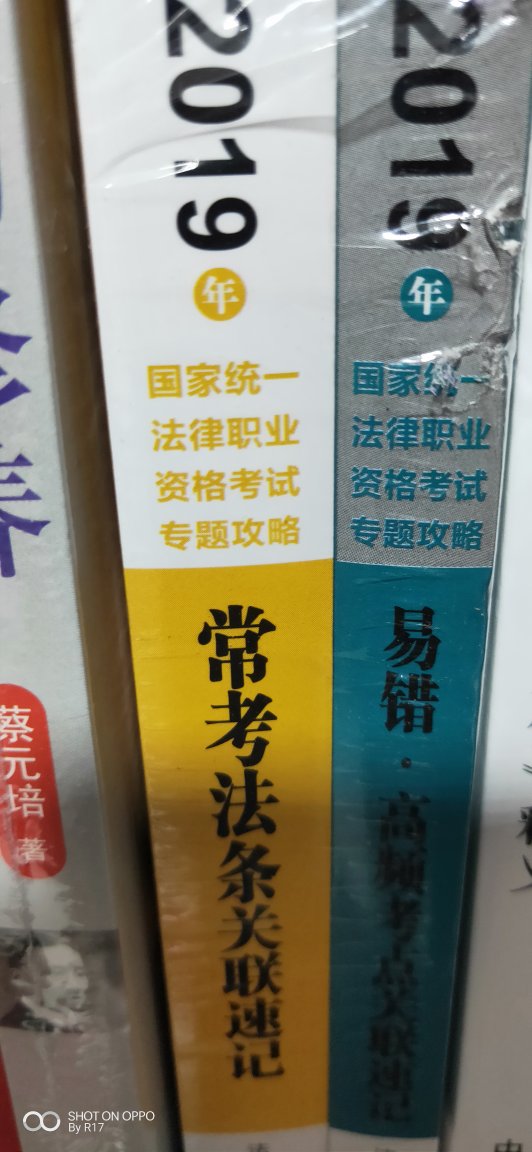 2019
年
国家统一
法律职业
资格考试
专题攻略
常考法条关联速记
2019
年
国家统一
法律职业
资格考试
专题攻略
易错·高频考点关联速记
养
蔡元培 著
SHOT ON OPPO
By R17